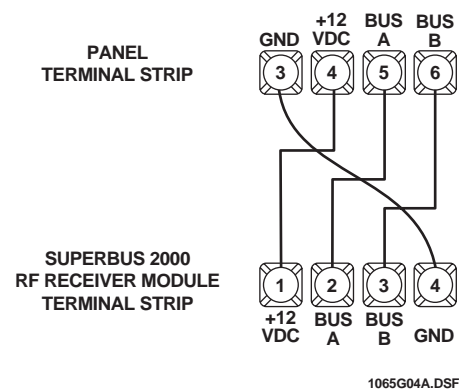 PANEL
TERMINAL STRIP
GND
+12
VDC
BUS
A
BUS
B
3 4 5 6
SUPERBUS 2000
RF RECEIVER MODULE
TERMINAL STRIP
1 2 3 4
+12
VDC
BUS
A
BUS
B
GND
1065G04A.DSF